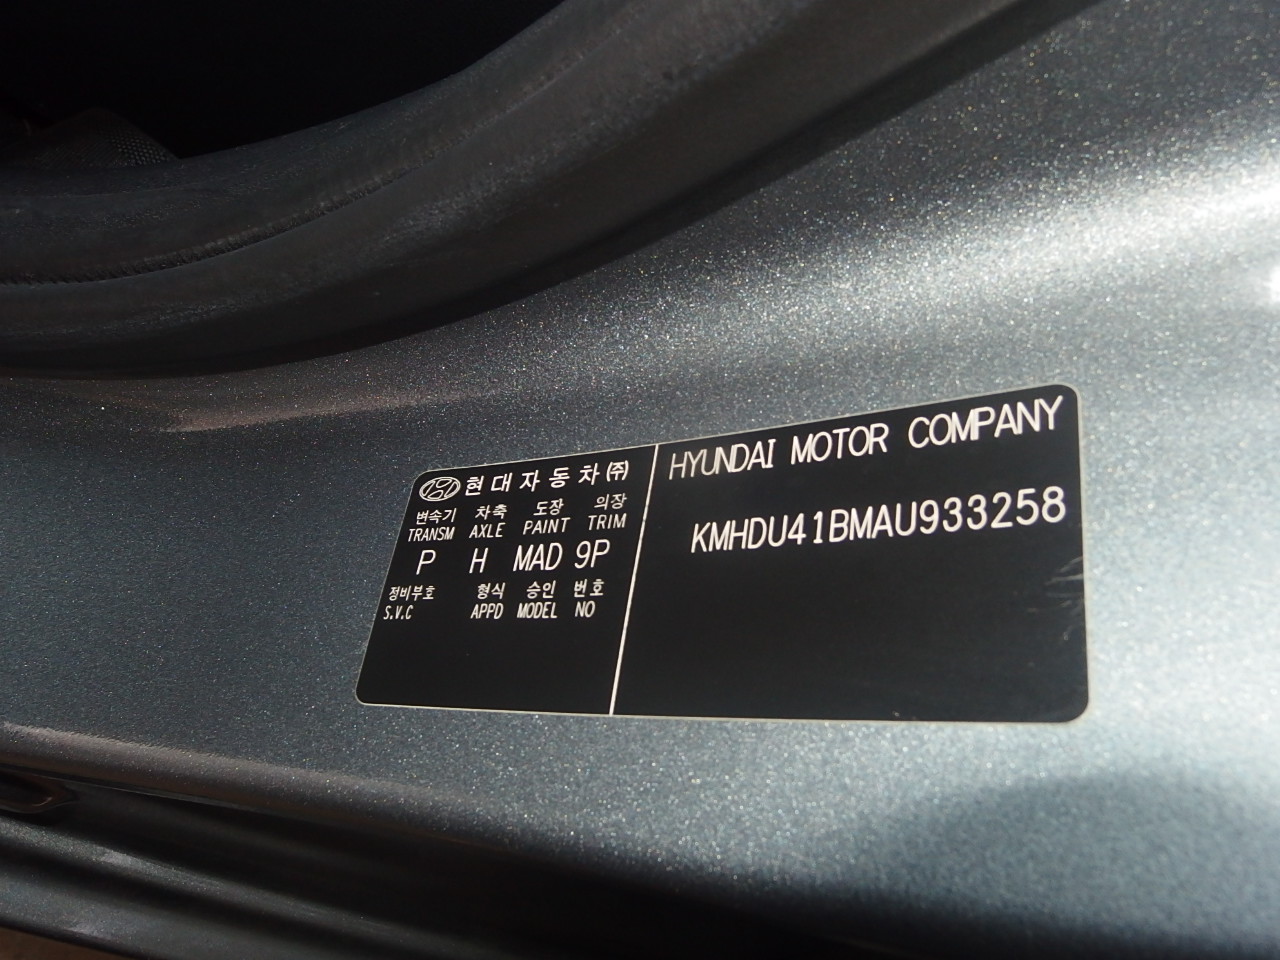 현대자동차(주)
변속기 차축 도장 의장
TRANSM AXLE PAINT TRIM
P H MAD 9P
정비부호 형식 승인 번호
S.V.C APPD MODEL NO
HYUNDAI MOTOR COMPANY
KMHDU41BMAU933258